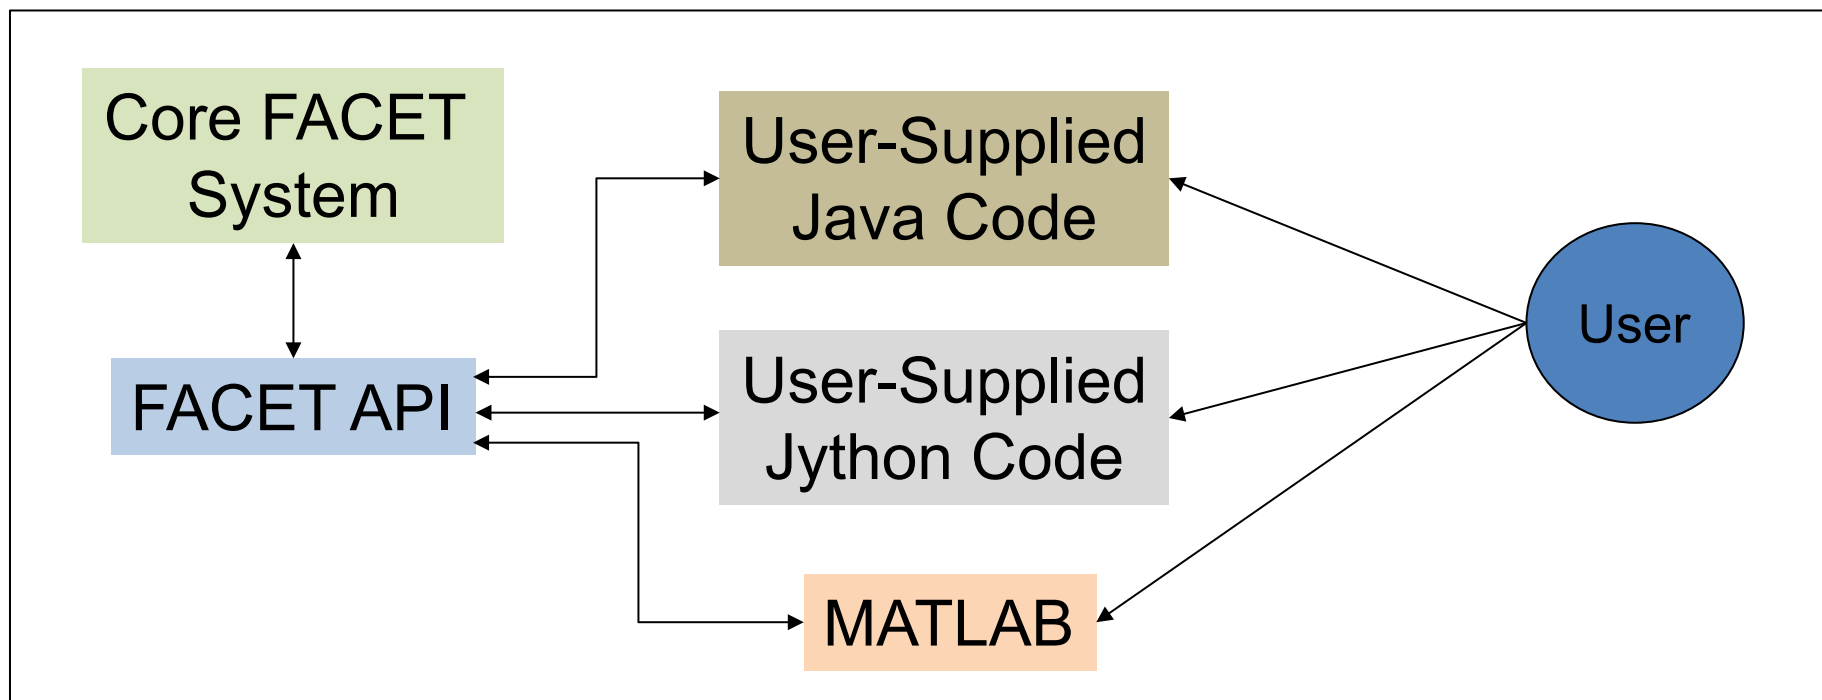 Core FACET
System
User-Supplied
Java Code
User
FACET API
User-Supplied
Jython Code
MATLAB